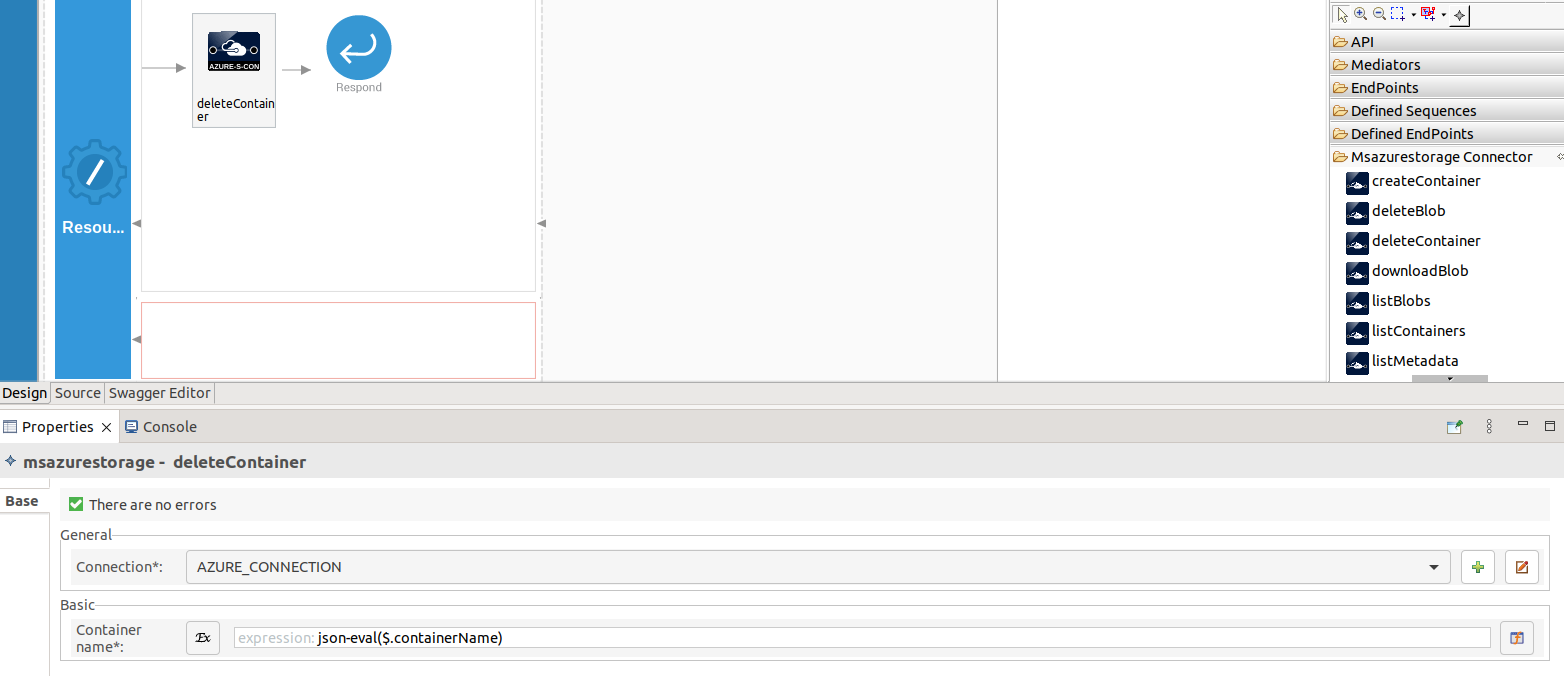 AZURE-S-CON
deleteContain
er
Respond
Resou...
API
Mediators
EndPoints
Defined Sequences
Defined EndPoints
Msazurestorage Connector
createContainer
deleteBlob
deleteContainer
downloadBlob
listBlobs
listContainers
listMetadata
Design Source Swagger Editor
Properties Console
msazurestorage - deleteContainer
Base
There are no errors
General
Connection*: AZURE_CONNECTION
Basic
Container
name*:
Ex expression: json-eval($.containerName)